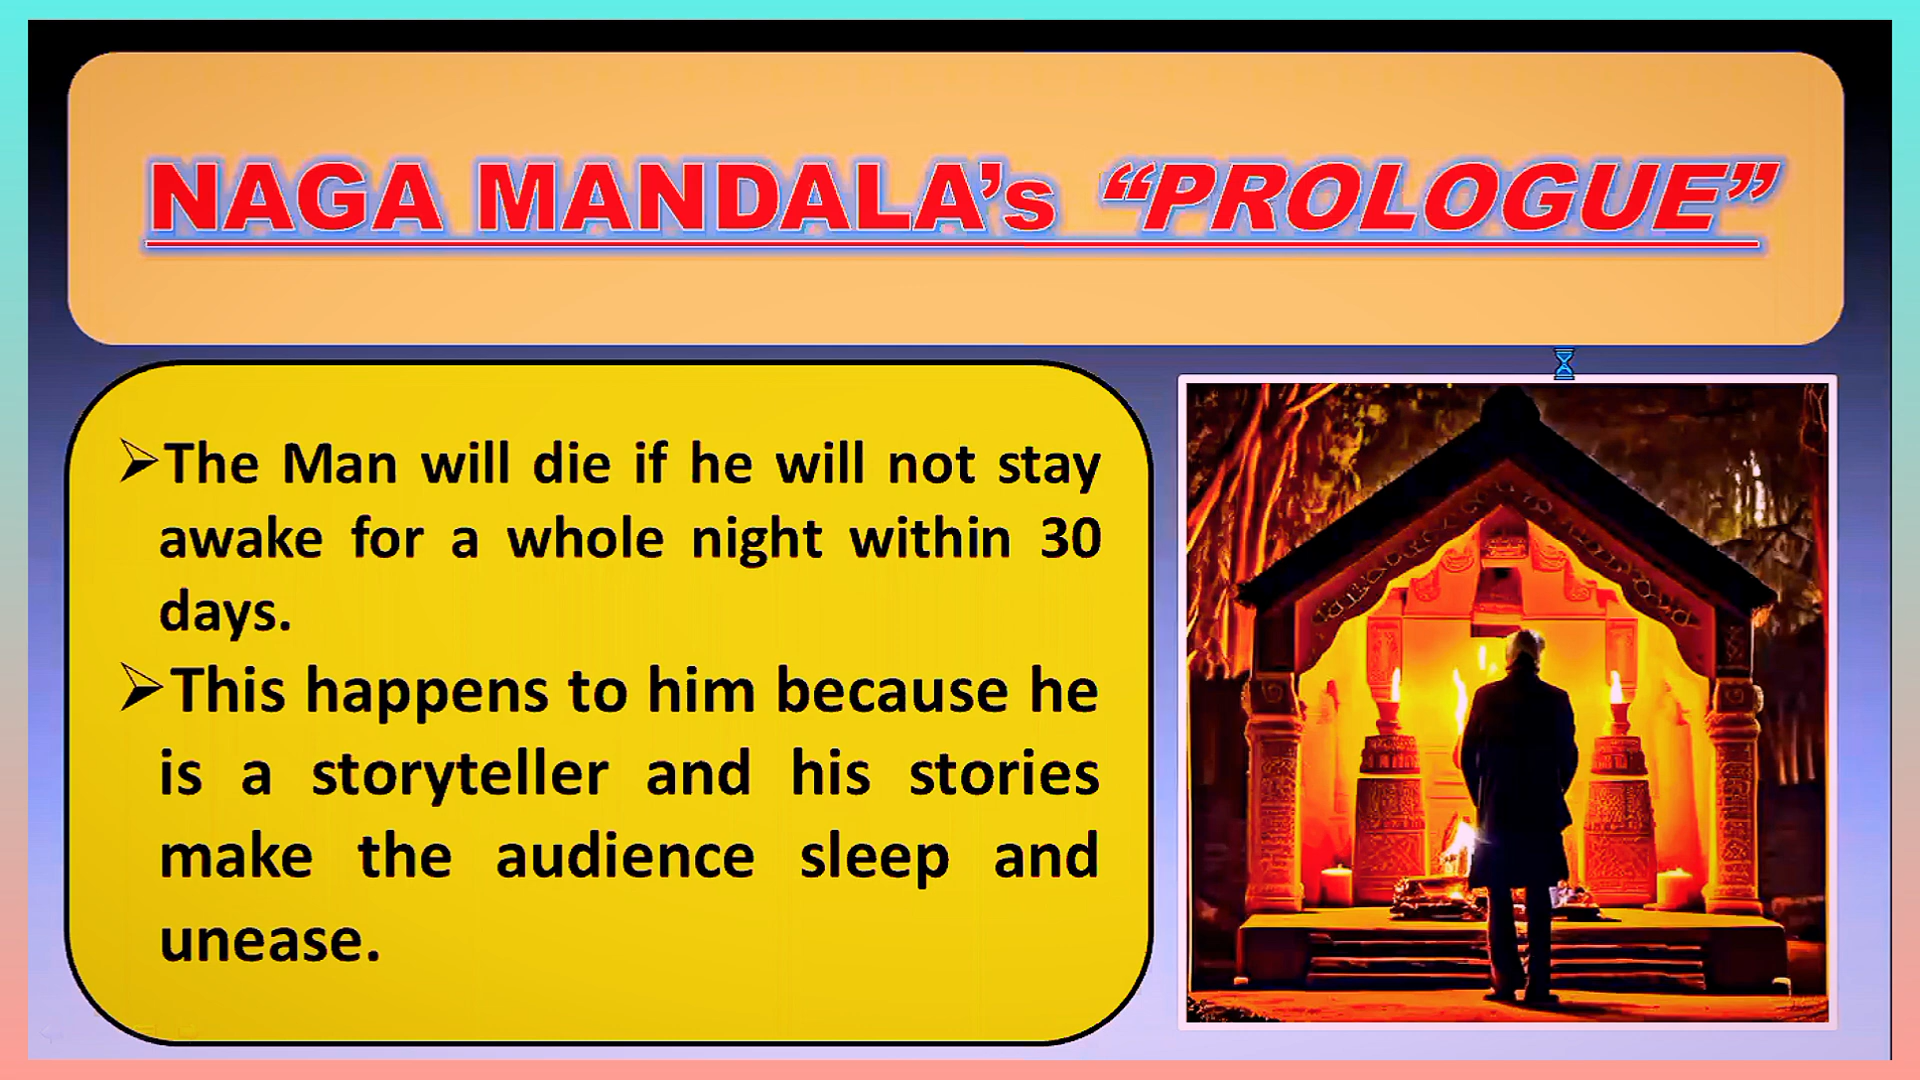 NAGA MANDALA's “PROLOGUE”
➢The Man will die if he will not stay
awake for a whole night within 30
days.
➢This happens to him because he
is a storyteller and his stories
make the audience sleep and
unease.